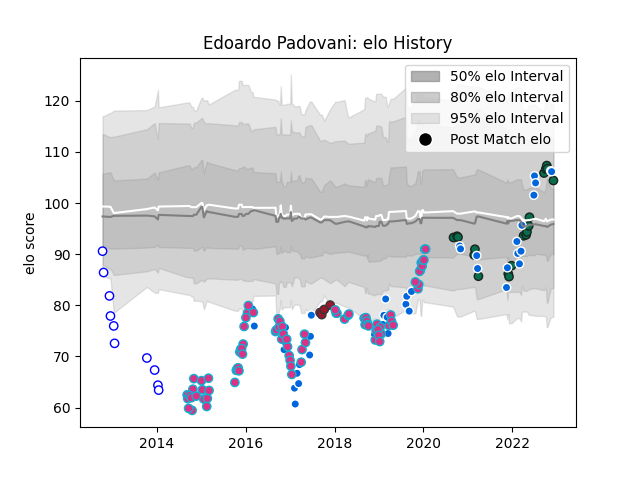 Edoardo Padovani: elo History
50% elo Interval
80% elo Interval
95% elo Interval
Post Match elo
elo score
120
110
100
90
80
70
60
2014
2016
2018
2020
2022